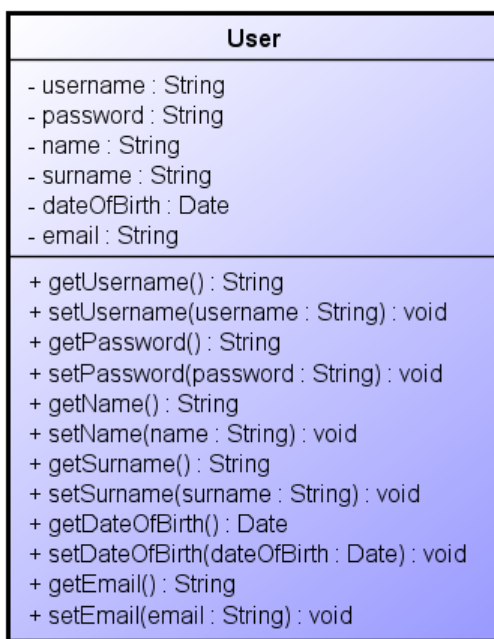 User
- username : String
- password : String
- name : String
- surname : String
- dateOfBirth : Date
- email : String
+ getUsername() : String
+ setUsername(username : String) : void
+ getPassword() : String
+ setPassword(password : String) : void
+ getName() : String
+ setName(name : String) : void
+ getSurname() : String
+ setSurname(surname : String) : void
+ getDateOfBirth() : Date
+ setDateOfBirth(dateOfBirth : Date) : void
+ getEmail() : String
+ setEmail(email : String) : void